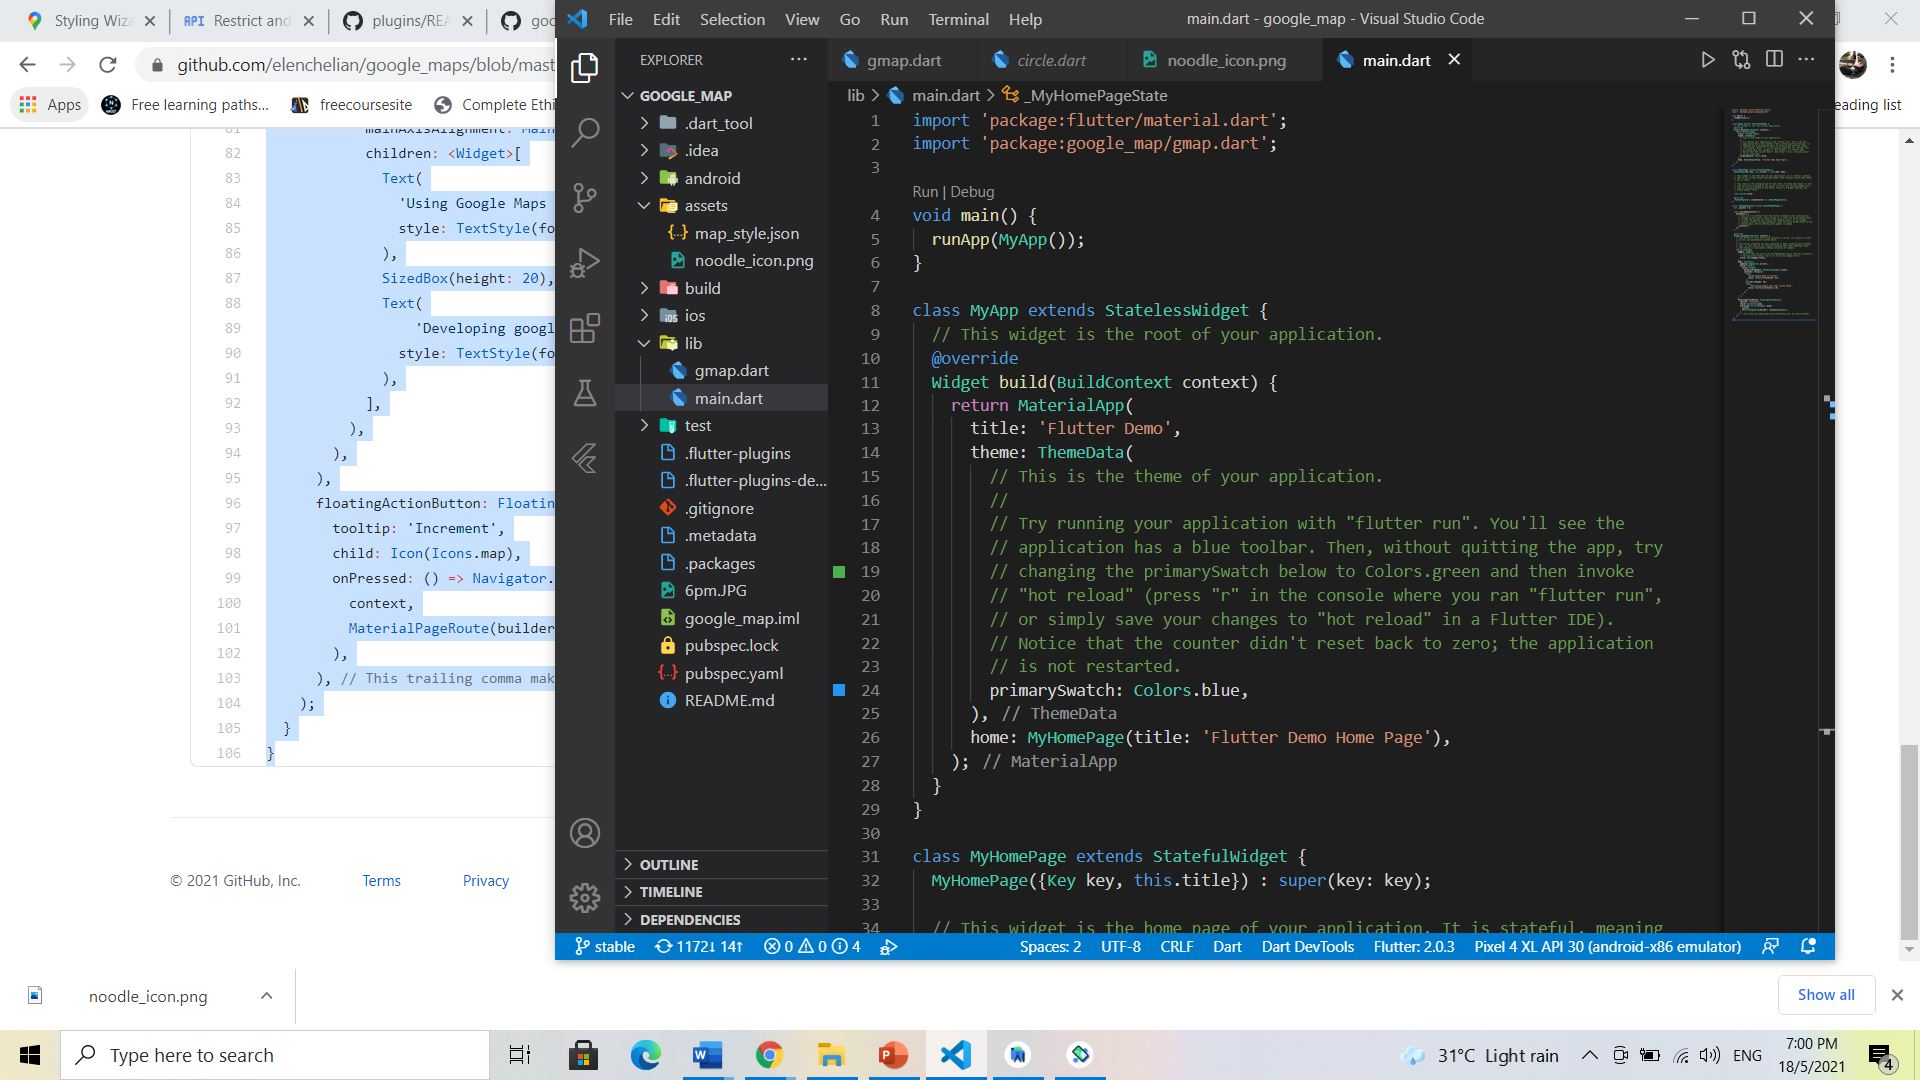 Styling Wiza
Restrict and
plugins/REA
goo
github.com/elenchelian/google_maps/blob/mast
Apps
Free learning paths...
freecoursesite
Complete Ethi
eading list
82 children: <Widget>[
83 Text(
84 'Using Google Maps
85 style: TextStyle(fo
86 ),
87 SizedBox(height: 20),
88 Text(
89 'Developing googl
90 style: TextStyle(fo
91 ),
92 ],
93 ),
94 ),
95 ),
96 floatingActionButton: Floatin
97 tooltip: 'Increment',
98 child: Icon(Icons.map),
99 onPressed: () => Navigator.
100 context,
101 MaterialPageRoute(builder
102 ),
103 ), // This trailing comma mak
104 );
105 }
106 }
© 2021 GitHub, Inc. Terms Privacy
noodle_icon.png
Show all
File Edit Selection View Go Run Terminal Help
main.dart - google_map - Visual Studio Code
EXPLORER
GOOGLE_MAP
.dart_tool
.idea
android
assets
map_style.json
noodle_icon.png
build
ios
lib
gmap.dart
main.dart
test
.flutter-plugins
.flutter-plugins-de...
.gitignore
.metadata
.packages
6pm.JPG
google_map.iml
pubspec.lock
pubspec.yaml
README.md
OUTLINE
TIMELINE
DEPENDENCIES
gmap.dart
circle.dart
noodle_icon.png
main.dart
lib > main.dart > _MyHomePageState
1 import 'package:flutter/material.dart';
2 import 'package:google_map/gmap.dart';
3
Run | Debug
4 void main() {
5 runApp(MyApp());
6 }
7
8 class MyApp extends StatelessWidget {
9 // This widget is the root of your application.
10 @override
11 Widget build(BuildContext context) {
12 return MaterialApp(
13 title: 'Flutter Demo',
14 theme: ThemeData(
15 // This is the theme of your application.
16 //
17 // Try running your application with "flutter run". You'll see the
18 // application has a blue toolbar. Then, without quitting the app, try
19 // changing the primarySwatch below to Colors.green and then invoke
20 // "hot reload" (press "r" in the console where you ran "flutter run",
21 // or simply save your changes to "hot reload" in a Flutter IDE).
22 // Notice that the counter didn't reset back to zero; the application
23 // is not restarted.
24 primarySwatch: Colors.blue,
25 ), // ThemeData
26 home: MyHomePage(title: 'Flutter Demo Home Page'),
27 ); // MaterialApp
28 }
29 }
30
31 class MyHomePage extends StatefulWidget {
32 MyHomePage({Key key, this.title}) : super(key: key);
33
34 // This widget is the home page of your application. It is stateful, meaning
stable 1172↓ 14↑ 0 0 4
Spaces: 2 UTF-8 CRLF Dart Dart DevTools Flutter: 2.0.3 Pixel 4 XL API 30 (android-x86 emulator)
Type here to search
31°C Light rain
ENG
7:00 PM
18/5/2021
4